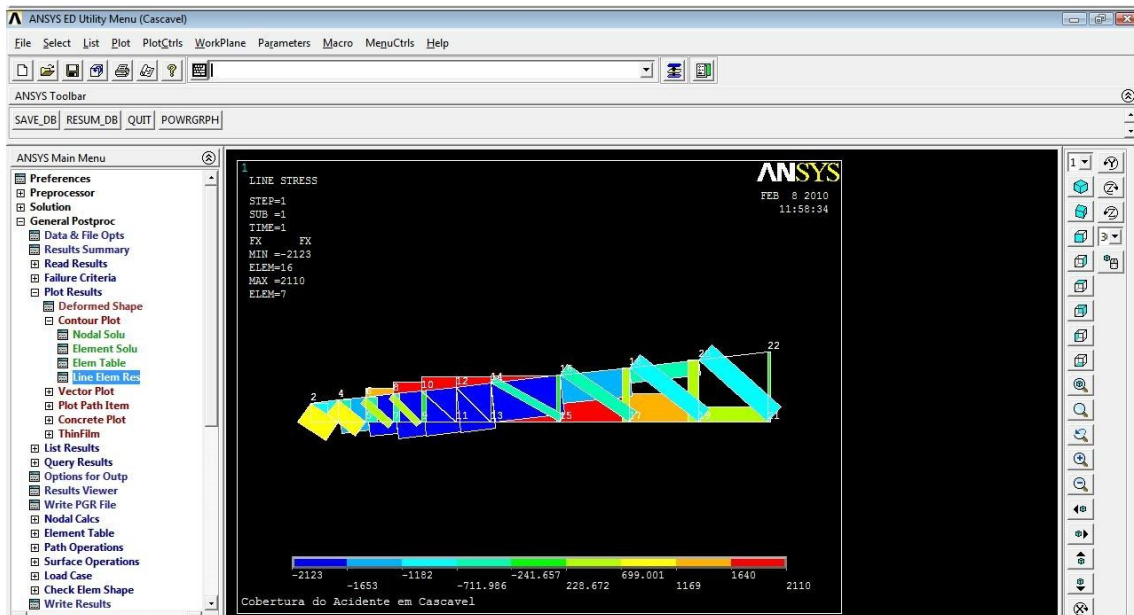 ANSYS ED Utility Menu (Cascavel)
File Select List Plot PlotCtrls WorkPlane Parameters Macro MenuCtrls Help
ANSYS Toolbar
SAVE_DB RESUM_DB QUIT POWRGRPH
ANSYS Main Menu
Preferences
Preprocessor
Solution
General Postproc
Data & File Opts
Results Summary
Read Results
Failure Criteria
Plot Results
Deformed Shape
Contour Plot
Nodal Solu
Element Solu
Elem Table
Line Elem Res
Vector Plot
Plot Path Item
Concrete Plot
ThinFilm
List Results
Query Results
Options for Outp
Results Viewer
Write PGR File
Nodal Calcs
Element Table
Path Operations
Surface Operations
Load Case
Check Elem Shape
Write Results
1
LINE STRESS
STEP=1
SUB =1
TIME=1
FX FX
MIN =-2123
ELEM=16
MAX =2110
ELEM=7
ANSYS
FEB 8 2010
11:58:34
2 4 8 10 12 14 22
9 11 13 15
-2123 -1182 -241.657 699.001 1640
-1653 -711.986 228.672 1169 2110
Cobertura do Acidente em Cascavel
1